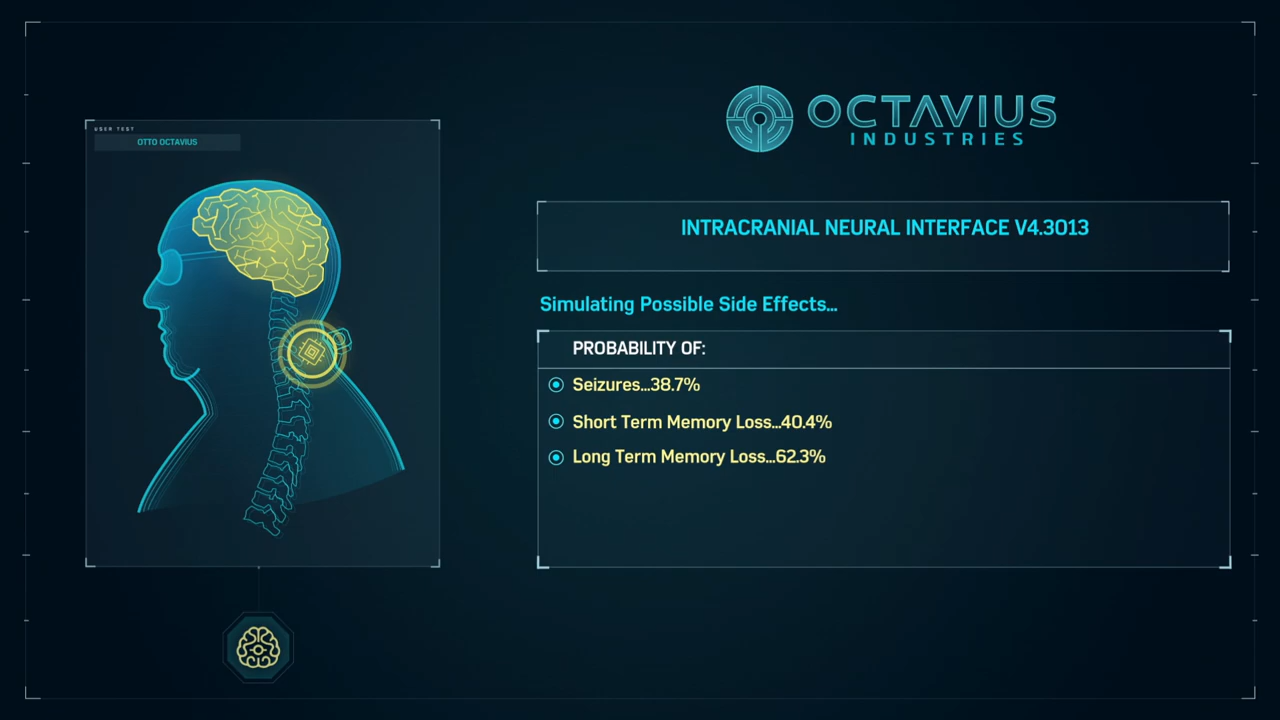 USER TEST
OTTO OCTAVIUS
OCTAVIUS
INDUSTRIES
INTRACRANIAL NEURAL INTERFACE V4.3013
Simulating Possible Side Effects...
PROBABILITY OF:
Seizures...38.7%
Short Term Memory Loss...40.4%
Long Term Memory Loss...62.3%